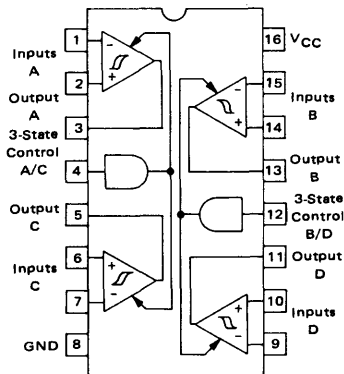 1
Inputs
A
2
Output
A
3
3-State
Control
A/C
4
Output
C
5
6
Inputs
C
7
GND
8
− +
+ −
16
VCC
15
Inputs
B
14
Output
B
13
3-State
Control
B/D
12
Output
D
11
10
Inputs
D
9
− +
+ −